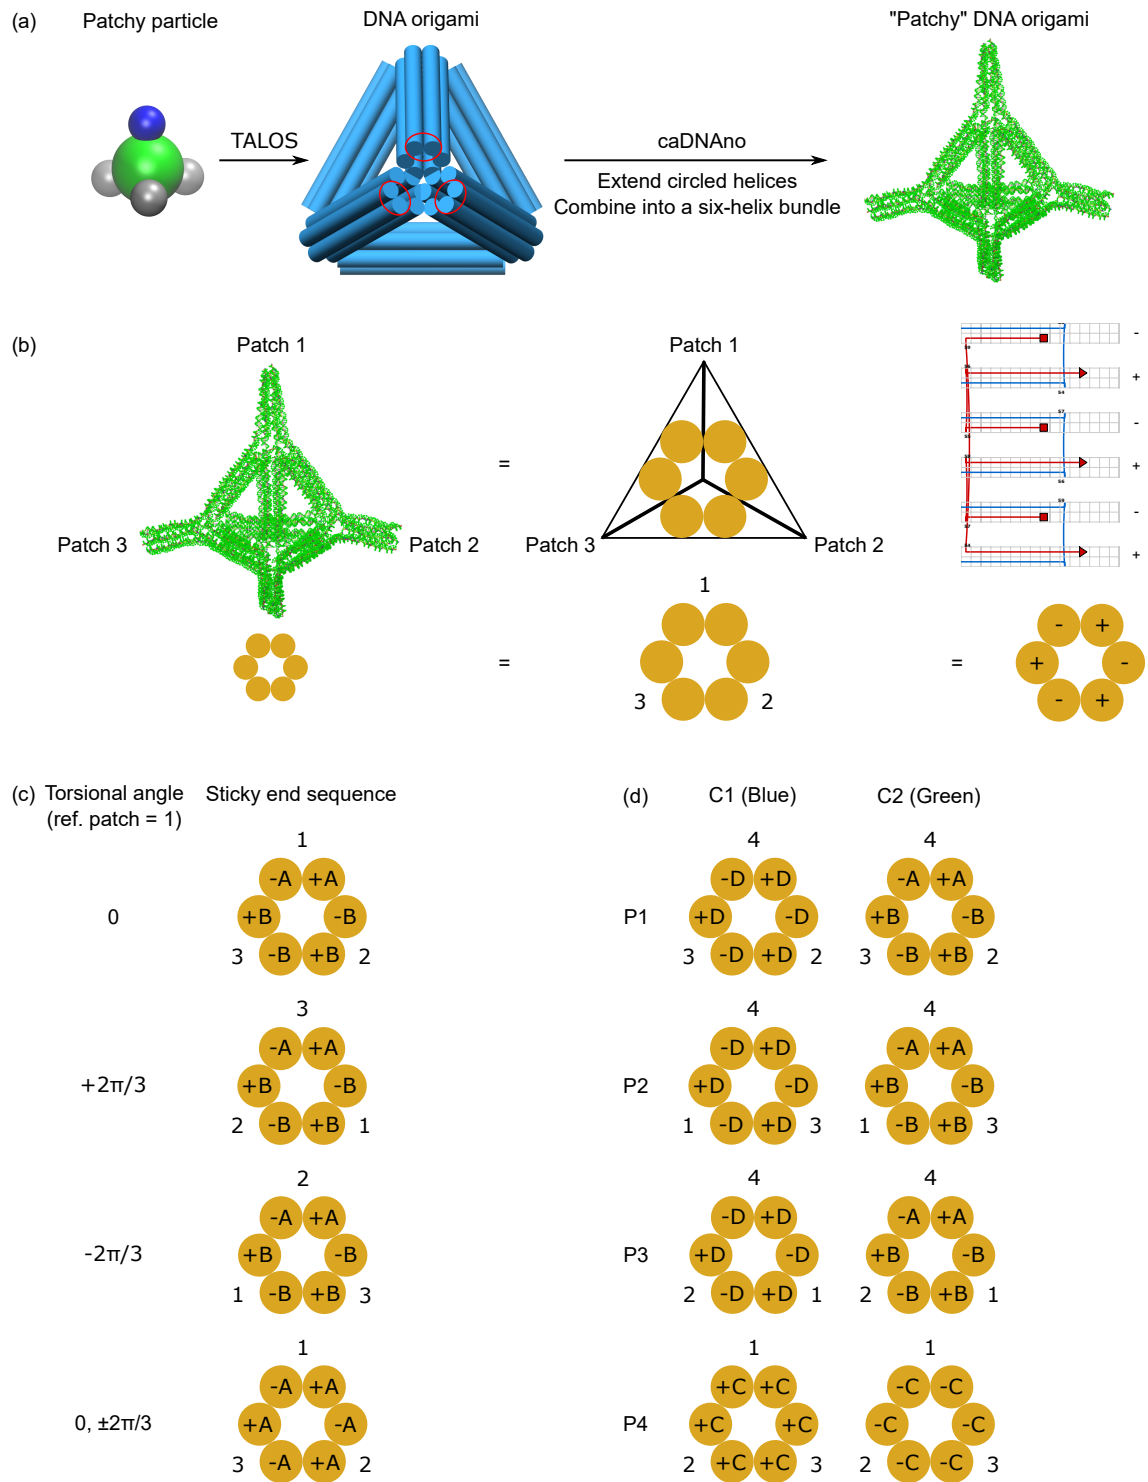 (a)
Patchy particle
DNA origami
"Patchy" DNA origami
TALOS
caDNAno
Extend circled helices
Combine into a six-helix bundle
(b)
Patch 1
Patch 3
Patch 2
=
Patch 1
Patch 3
Patch 2
-
+
-
+
-
+
=
1
3
2
=
- +
+ -
- +
(c)
Torsional angle
(ref. patch = 1)
Sticky end sequence
0
1
-A +A
+B -B
3 -B +B 2
+2π/3
3
-A +A
+B -B
2 -B +B 1
-2π/3
2
-A +A
+B -B
1 -B +B 3
0, ±2π/3
1
-A +A
+A -A
3 -A +A 2
(d)
C1 (Blue)
C2 (Green)
P1
4
-D +D
+D -D
3 -D +D 2
4
-A +A
+B -B
3 -B +B 2
P2
4
-D +D
+D -D
1 -D +D 3
4
-A +A
+B -B
1 -B +B 3
P3
4
-D +D
+D -D
2 -D +D 1
4
-A +A
+B -B
2 -B +B 1
P4
1
+C +C
+C +C
2 +C +C 3
1
-C -C
-C -C
2 -C -C 3